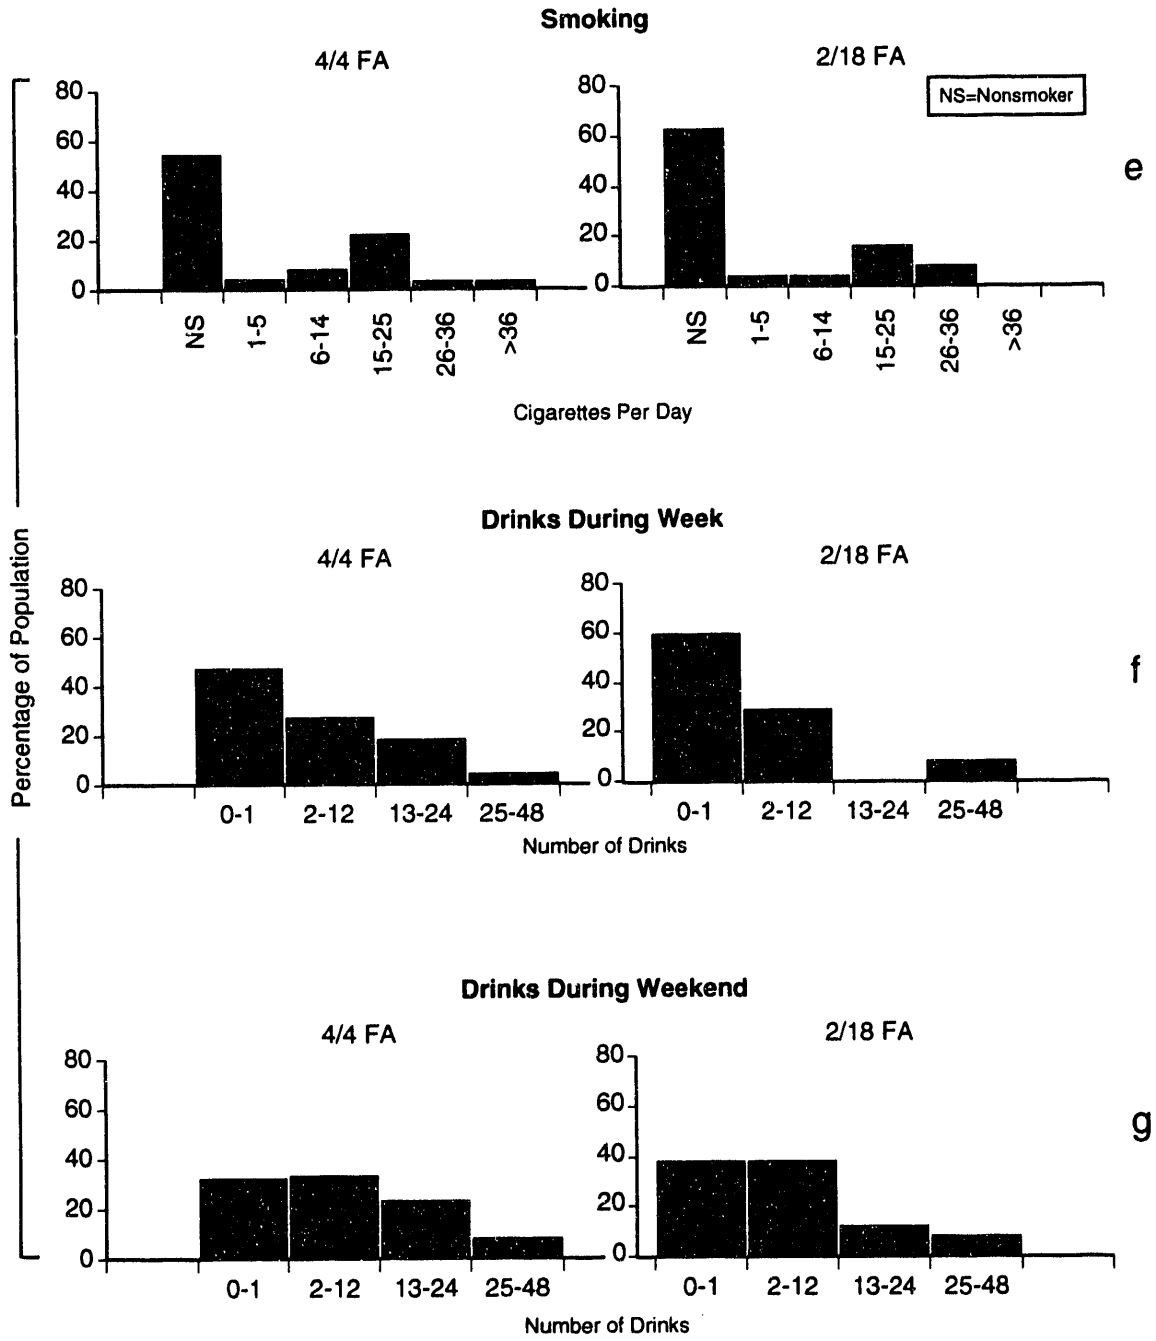 Smoking
4/4 FA
2/18 FA
NS=Nonsmoker
e
80
60
40
20
0
80
60
40
20
0
NS 1-5 6-14 15-25 26-36 >36
NS 1-5 6-14 15-25 26-36 >36
Cigarettes Per Day
Percentage of Population
Drinks During Week
4/4 FA
2/18 FA
f
80
60
40
20
0
80
60
40
20
0
0-1 2-12 13-24 25-48
0-1 2-12 13-24 25-48
Number of Drinks
Drinks During Weekend
4/4 FA
2/18 FA
g
80
60
40
20
0
80
60
40
20
0
0-1 2-12 13-24 25-48
0-1 2-12 13-24 25-48
Number of Drinks